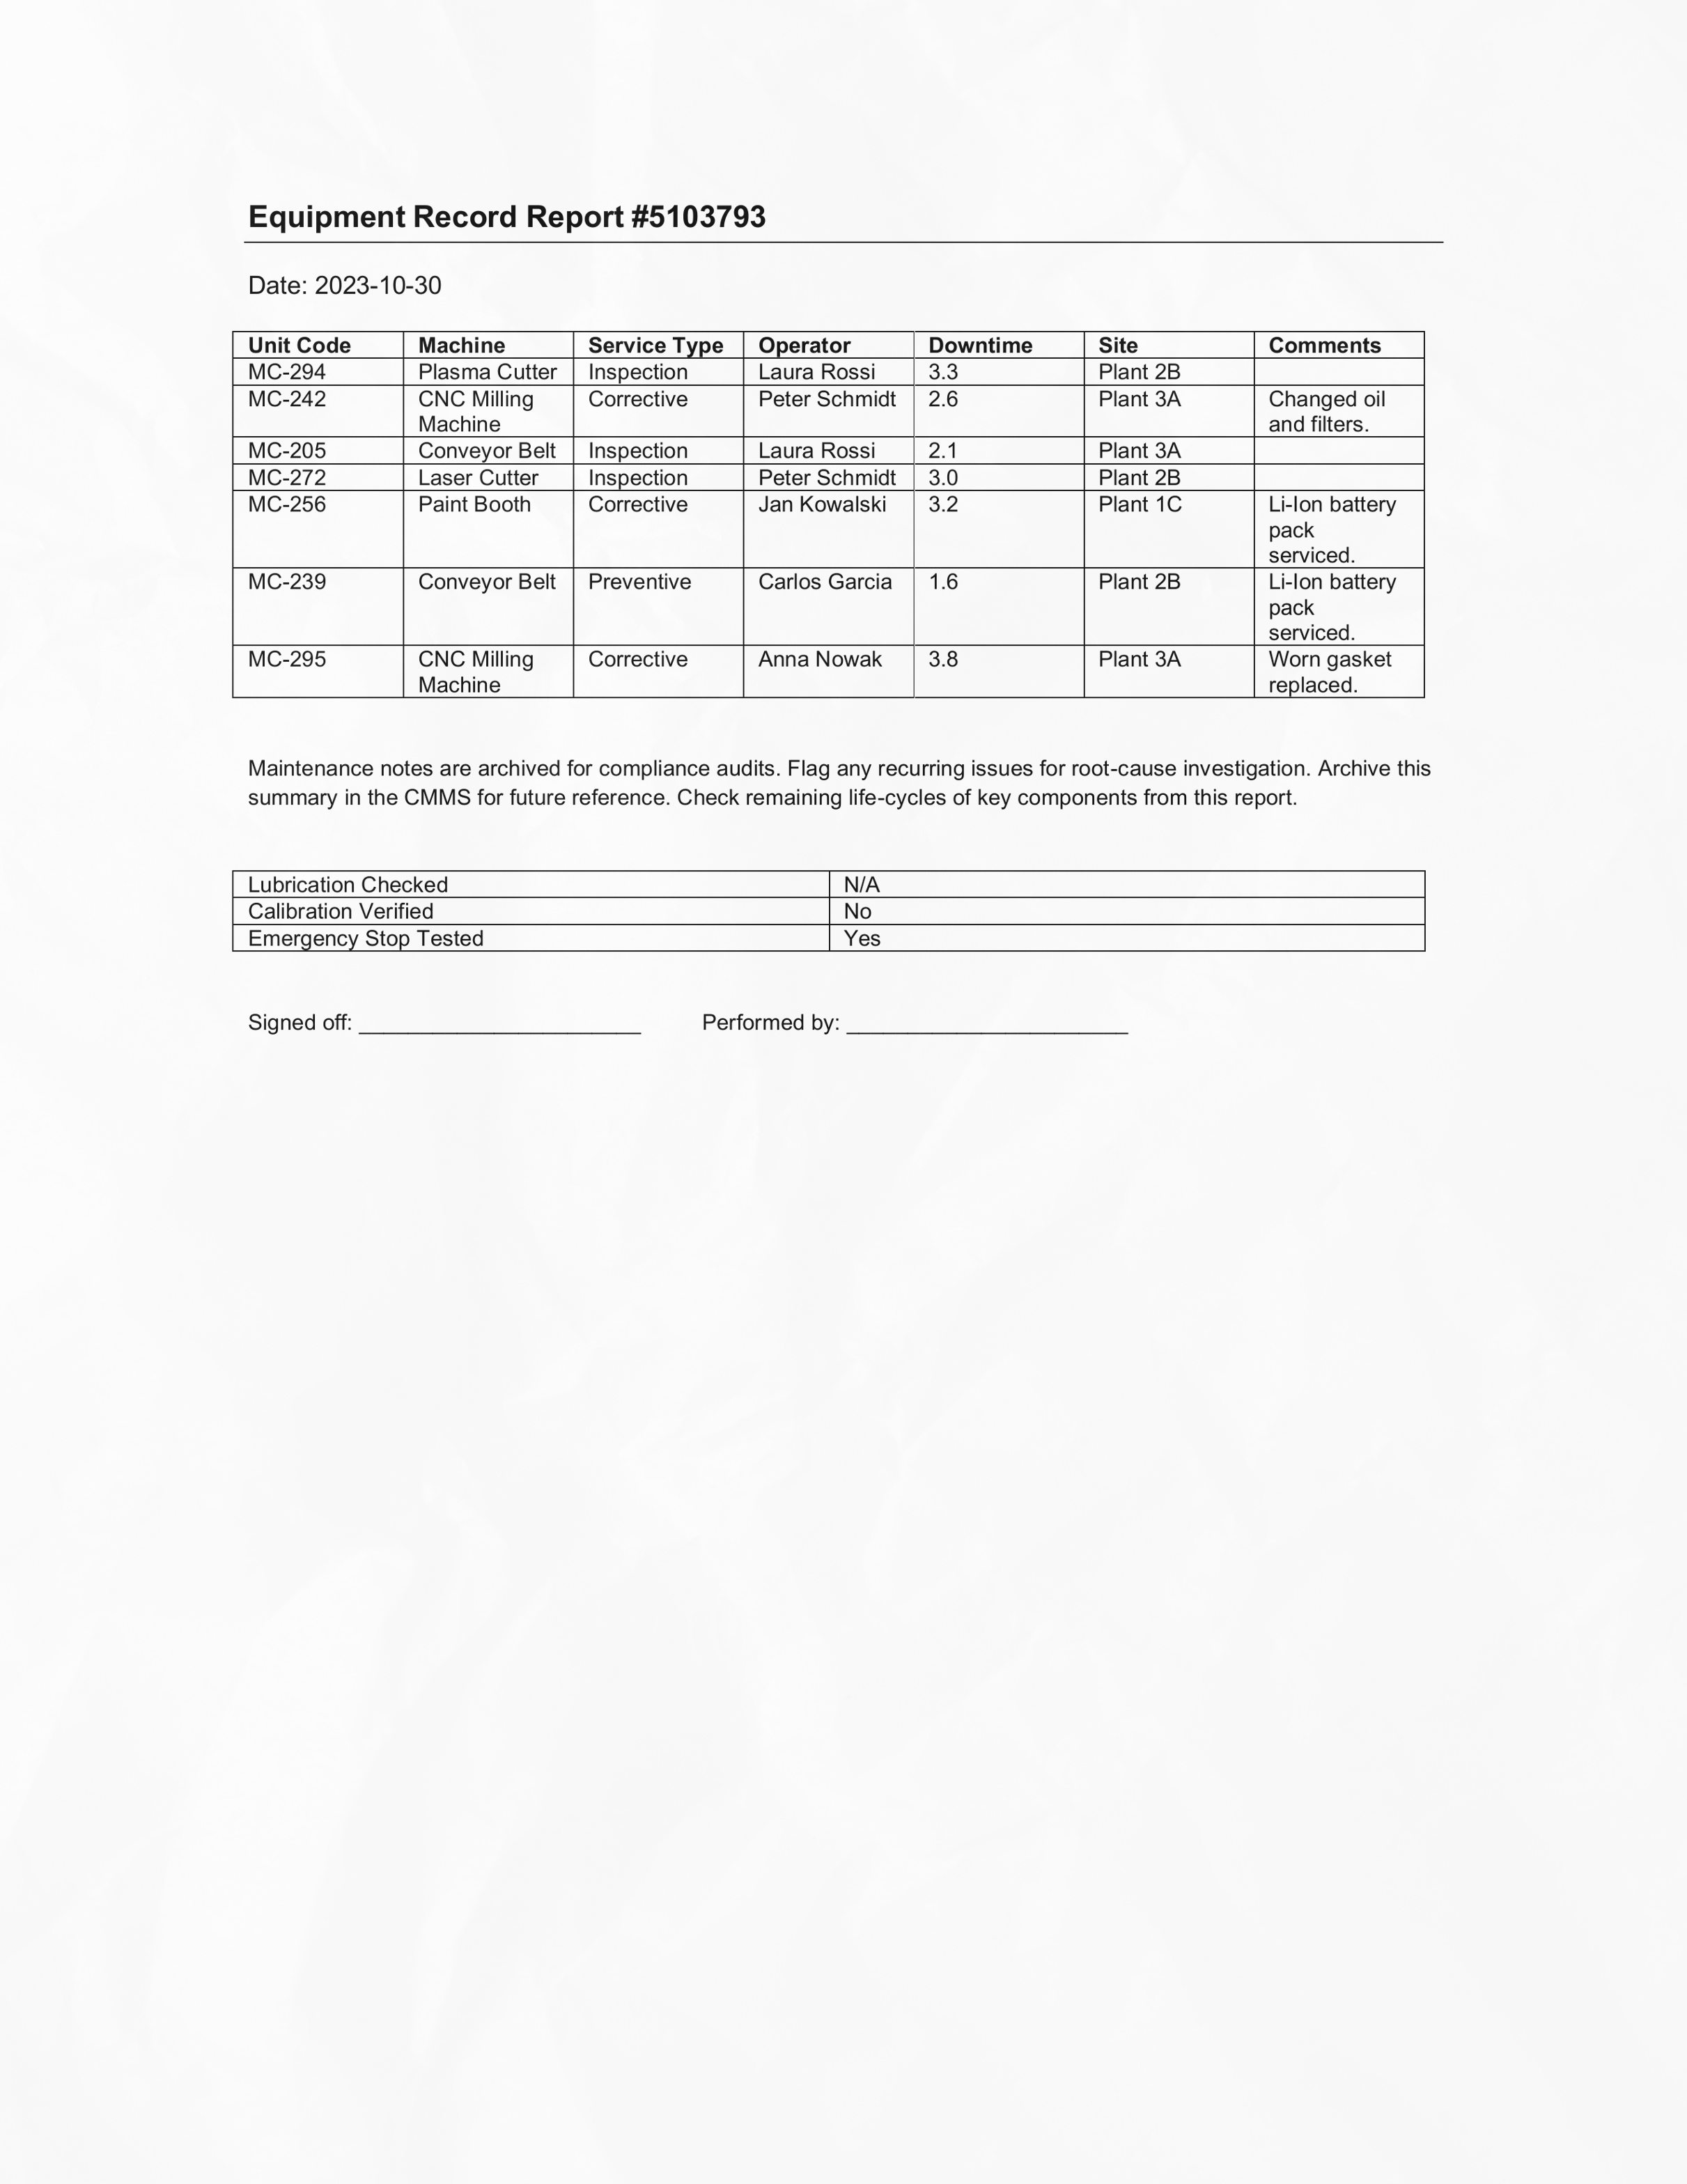 Equipment Record Report #5103793
Date: 2023-10-30
Unit Code Machine Service Type Operator Downtime Site Comments
MC-294 Plasma Cutter Inspection Laura Rossi 3.3 Plant 2B
MC-242 CNC Milling Machine Corrective Peter Schmidt 2.6 Plant 3A Changed oil and filters.
MC-205 Conveyor Belt Inspection Laura Rossi 2.1 Plant 3A
MC-272 Laser Cutter Inspection Peter Schmidt 3.0 Plant 2B
MC-256 Paint Booth Corrective Jan Kowalski 3.2 Plant 1C Li-Ion battery pack serviced.
MC-239 Conveyor Belt Preventive Carlos Garcia 1.6 Plant 2B Li-Ion battery pack serviced.
MC-295 CNC Milling Machine Corrective Anna Nowak 3.8 Plant 3A Worn gasket replaced.
Maintenance notes are archived for compliance audits. Flag any recurring issues for root-cause investigation. Archive this
summary in the CMMS for future reference. Check remaining life-cycles of key components from this report.
Lubrication Checked N/A
Calibration Verified No
Emergency Stop Tested Yes
Signed off: _______________________ Performed by: _______________________